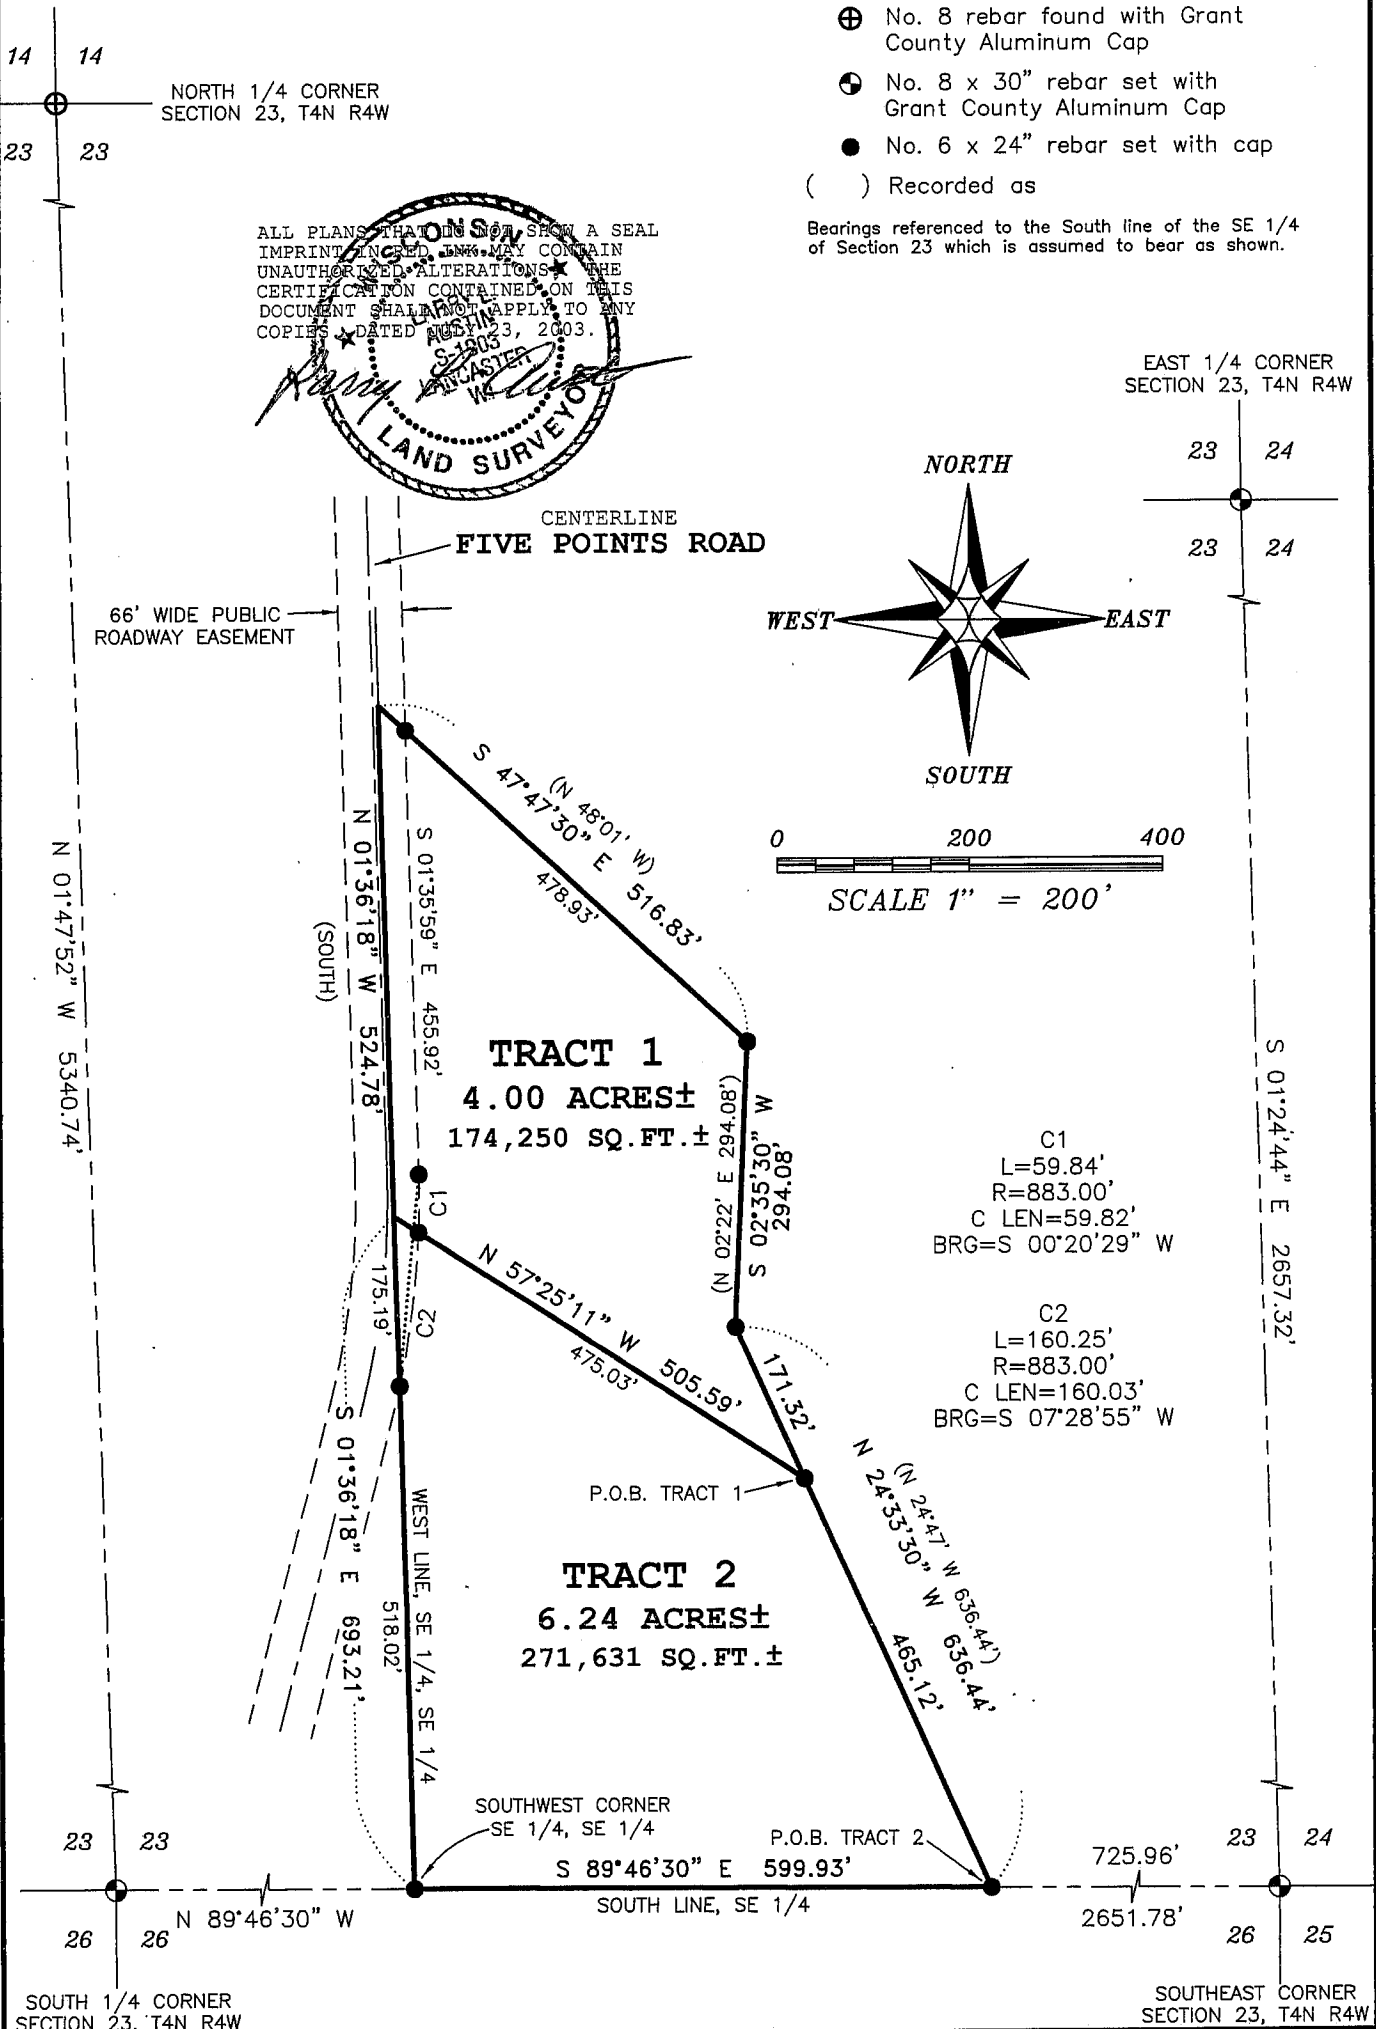 No. 8 rebar found with Grant
County Aluminum Cap
No. 8 x 30" rebar set with
Grant County Aluminum Cap
No. 6 x 24" rebar set with cap
( ) Recorded as
Bearings referenced to the South line of the SE 1/4
of Section 23 which is assumed to bear as shown.
14 14
NORTH 1/4 CORNER
SECTION 23, T4N R4W
23 23
ALL PLANS THAT DO NOT SHOW A SEAL
IMPRINT IN RED INK MAY CONTAIN
UNAUTHORIZED ALTERATIONS. THE
CERTIFICATION CONTAINED ON THIS
DOCUMENT SHALL NOT APPLY TO ANY
COPIES. DATED JULY 23, 2003.
WISCONSIN
LARRY L.
AUSTIN
S-1803
LANCASTER
WI.
LAND SURVEYOR
EAST 1/4 CORNER
SECTION 23, T4N R4W
23 24
23 24
NORTH
WEST
EAST
SOUTH
CENTERLINE
FIVE POINTS ROAD
66' WIDE PUBLIC
ROADWAY EASEMENT
0 200 400
SCALE 1" = 200'
N 01°47'52" W 5340.74'
N 01°36'18" W 524.78'
(SOUTH)
S 01°35'59" E 455.92'
(N 48°01' W)
S 47°47'30" E 516.83'
478.93'
TRACT 1
4.00 ACRES±
174,250 SQ.FT.±
(N 02°22' E 294.08')
S 02°35'30" W
294.08'
S 01°24'44" E 2657.32'
C1
L=59.84'
R=883.00'
C LEN=59.82'
BRG=S 00°20'29" W
C2
L=160.25'
R=883.00'
C LEN=160.03'
BRG=S 07°28'55" W
C1
C2
175.19'
N 57°25'11" W 505.59'
475.03'
171.32'
P.O.B. TRACT 1
(N 24°47' W 636.44')
N 24°33'30" W 636.44'
465.12'
S 01°36'18" E 693.21'
518.02'
WEST LINE, SE 1/4, SE 1/4
TRACT 2
6.24 ACRES±
271,631 SQ.FT.±
SOUTHWEST CORNER
SE 1/4, SE 1/4
P.O.B. TRACT 2
S 89°46'30" E 599.93'
SOUTH LINE, SE 1/4
725.96'
2651.78'
N 89°46'30" W
23 23
26 26
23 24
26 25
SOUTH 1/4 CORNER
SECTION 23, T4N R4W
SOUTHEAST CORNER
SECTION 23, T4N R4W